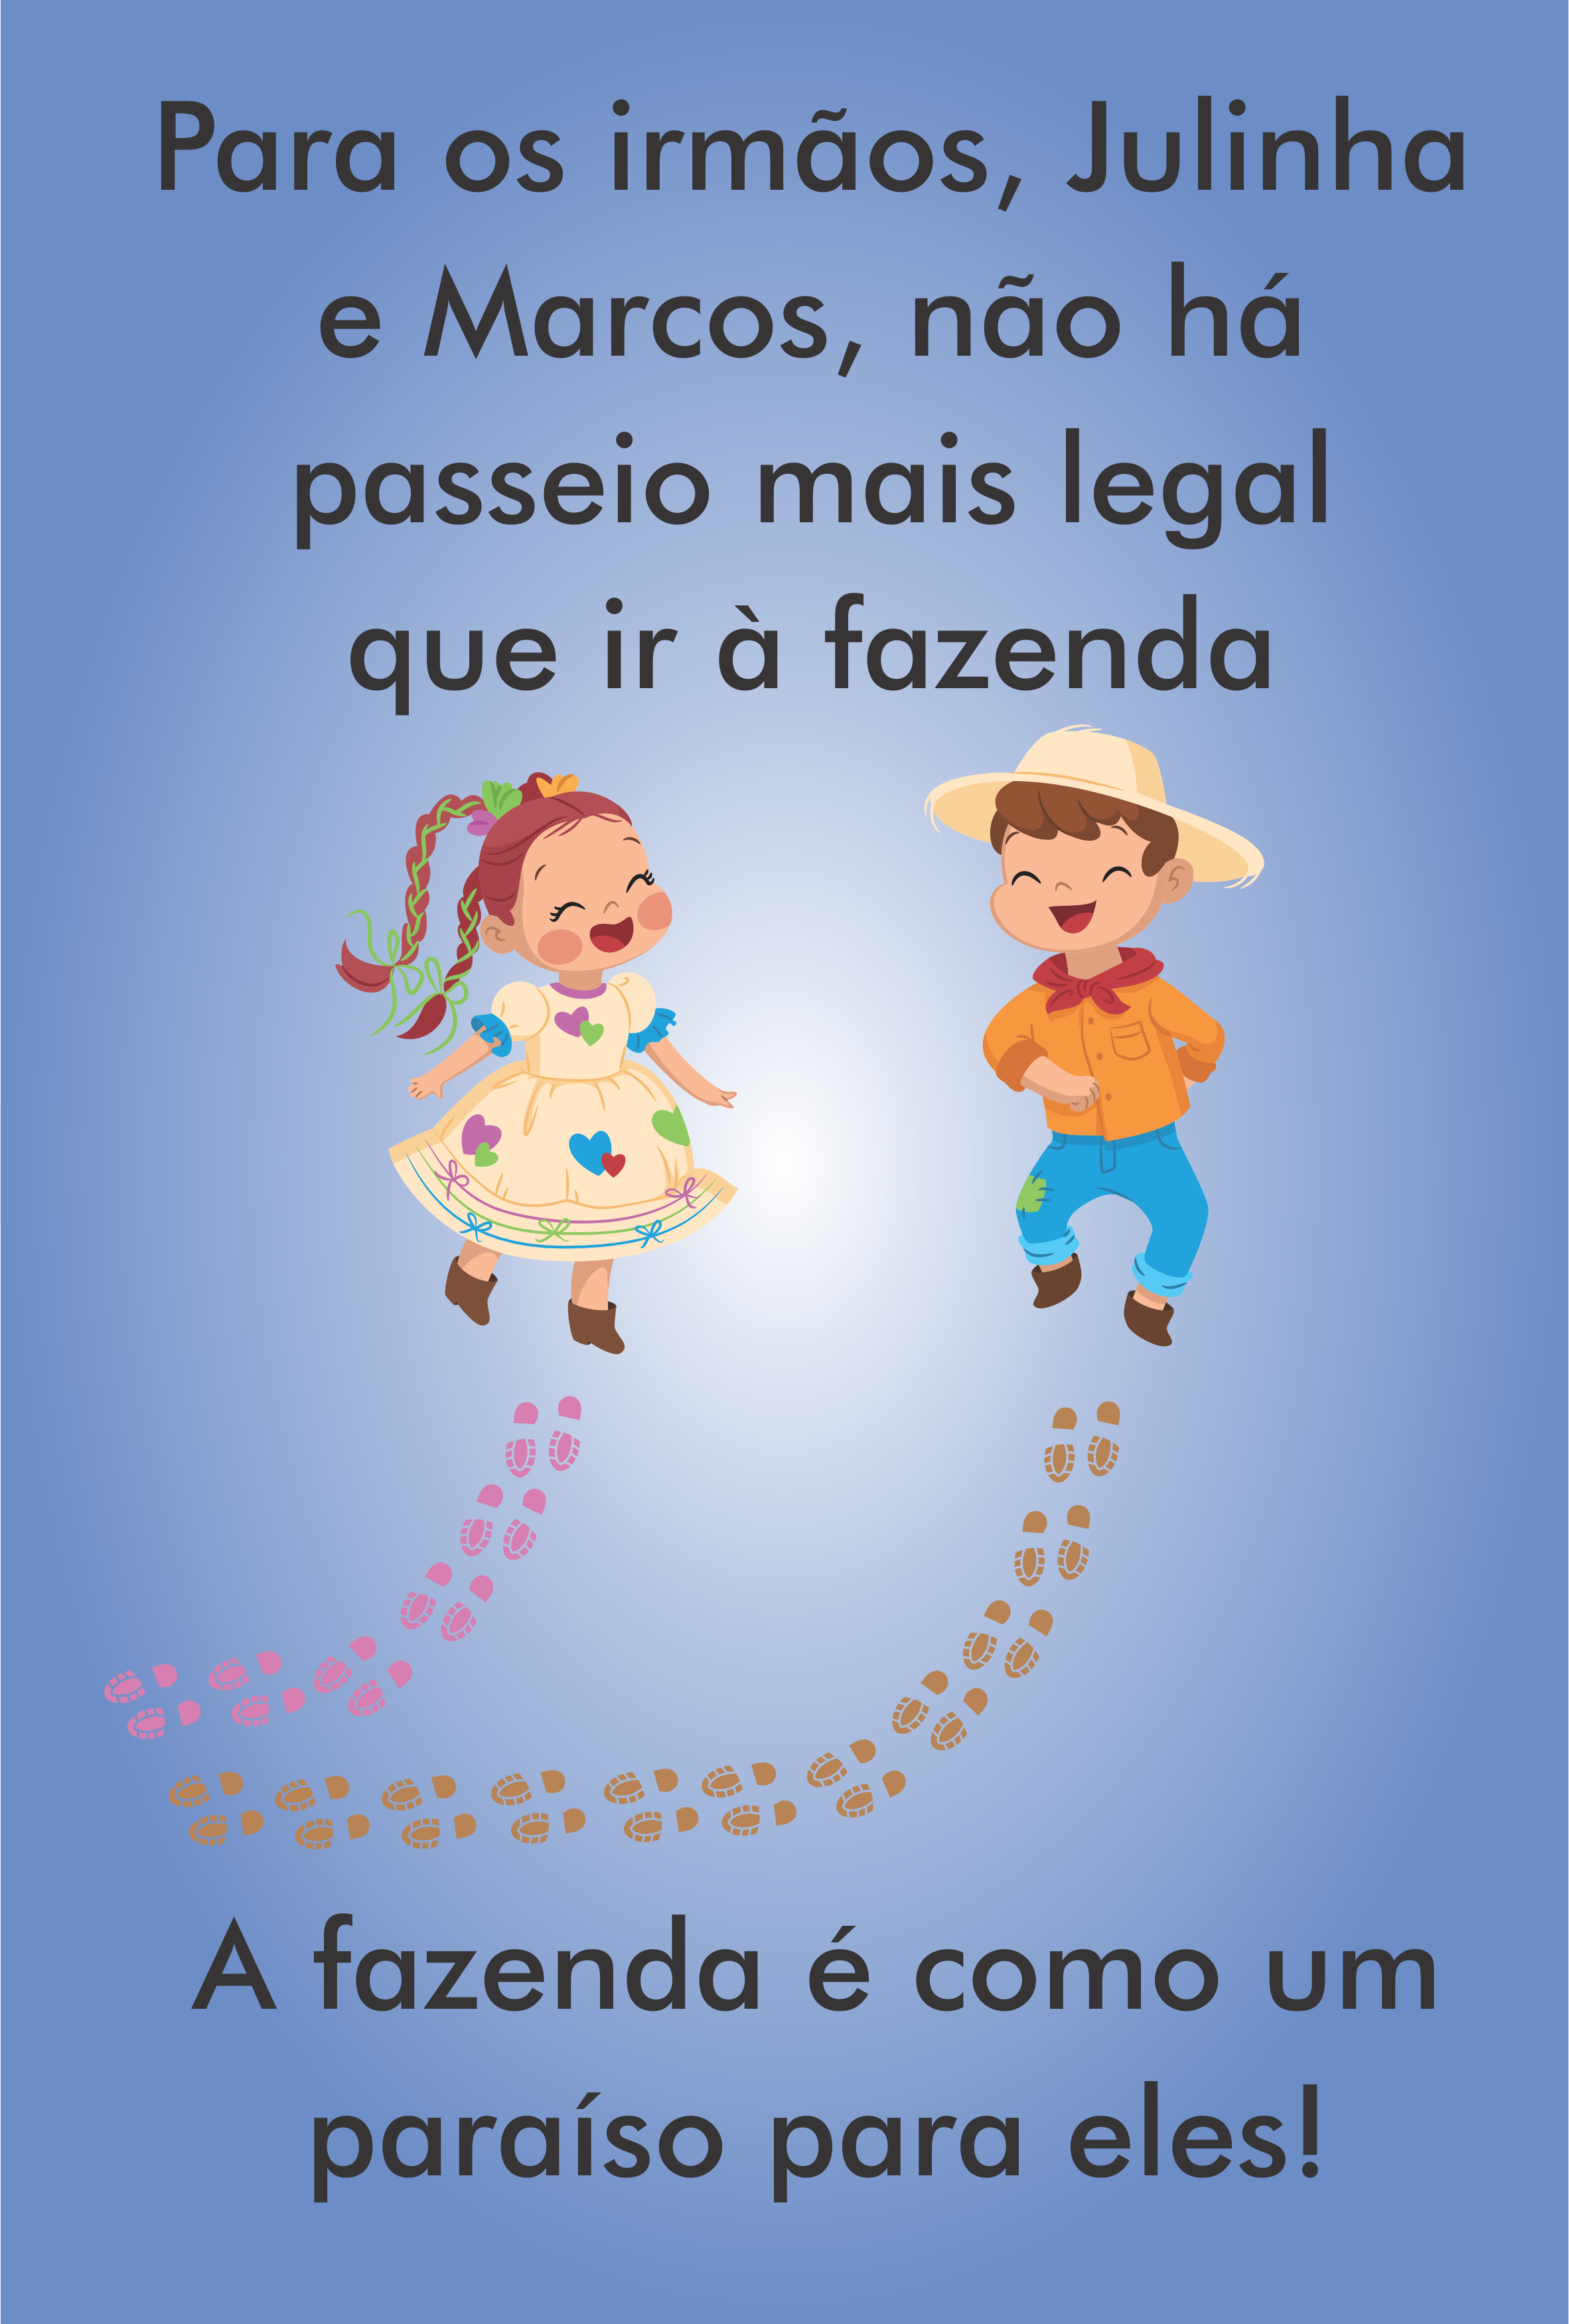 Para os irmãos, Julinha
e Marcos, não há
passeio mais legal
que ir à fazenda
A fazenda é como um
paraíso para eles!